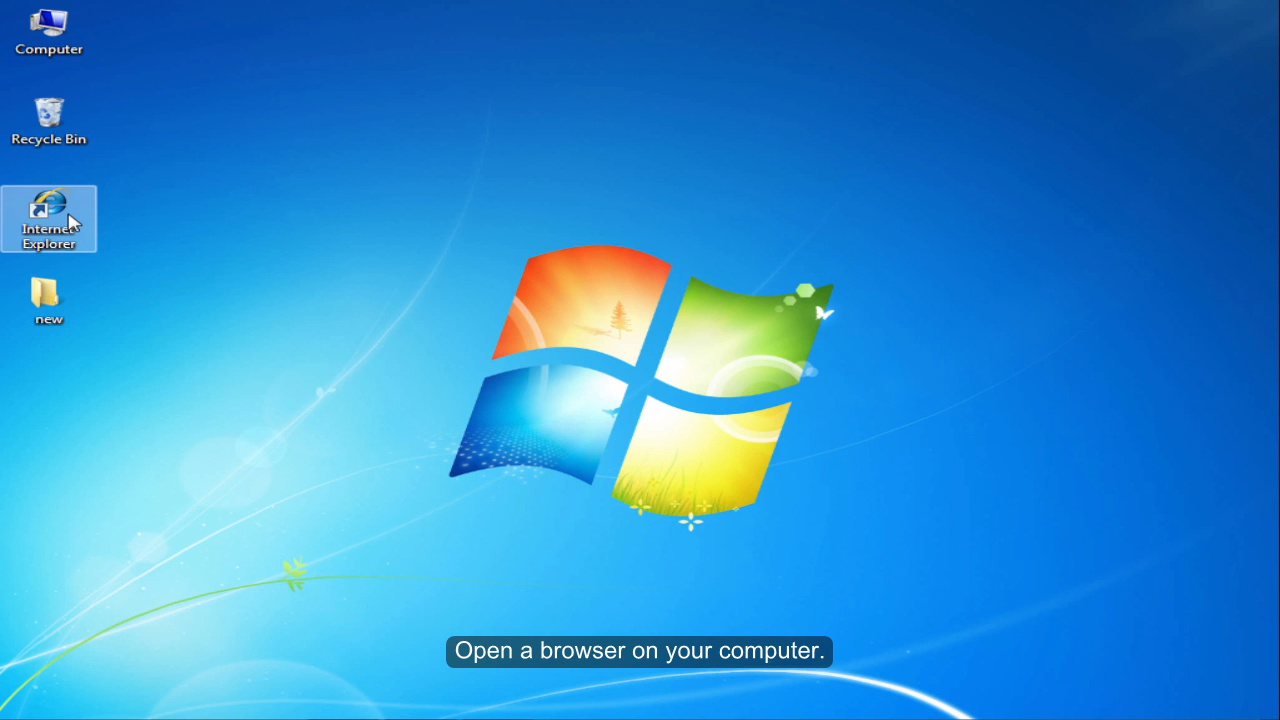 Computer
Recycle Bin
Internet
Explorer
new
Open a browser on your computer.